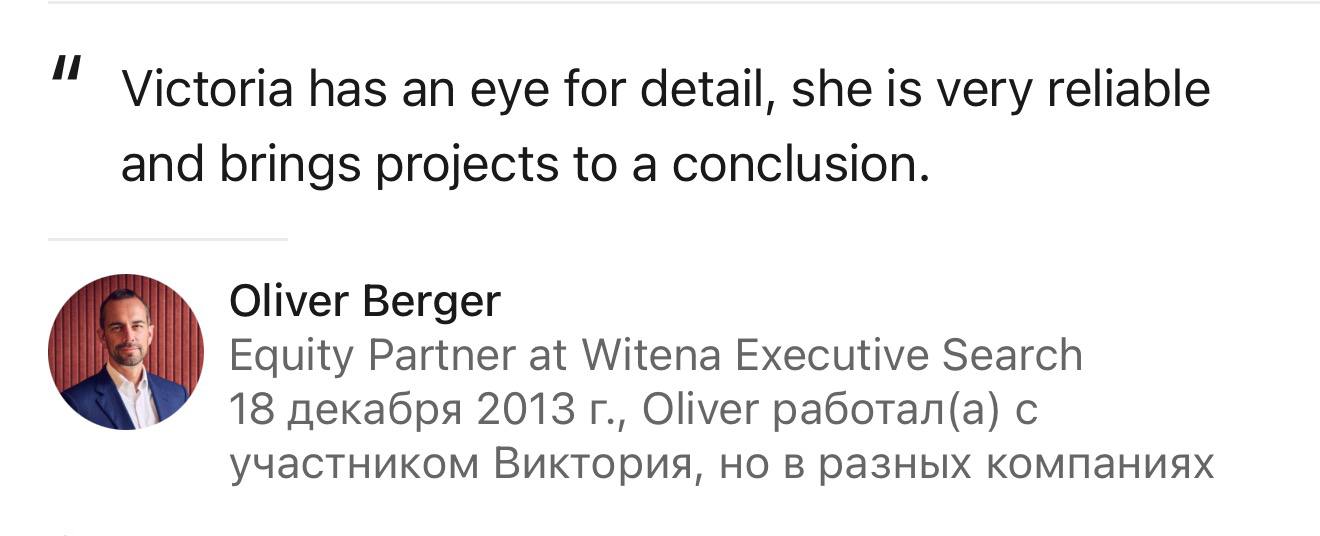 “ Victoria has an eye for detail, she is very reliable
and brings projects to a conclusion.
Oliver Berger
Equity Partner at Witena Executive Search
18 декабря 2013 г., Oliver работал(а) с
участником Виктория, но в разных компаниях